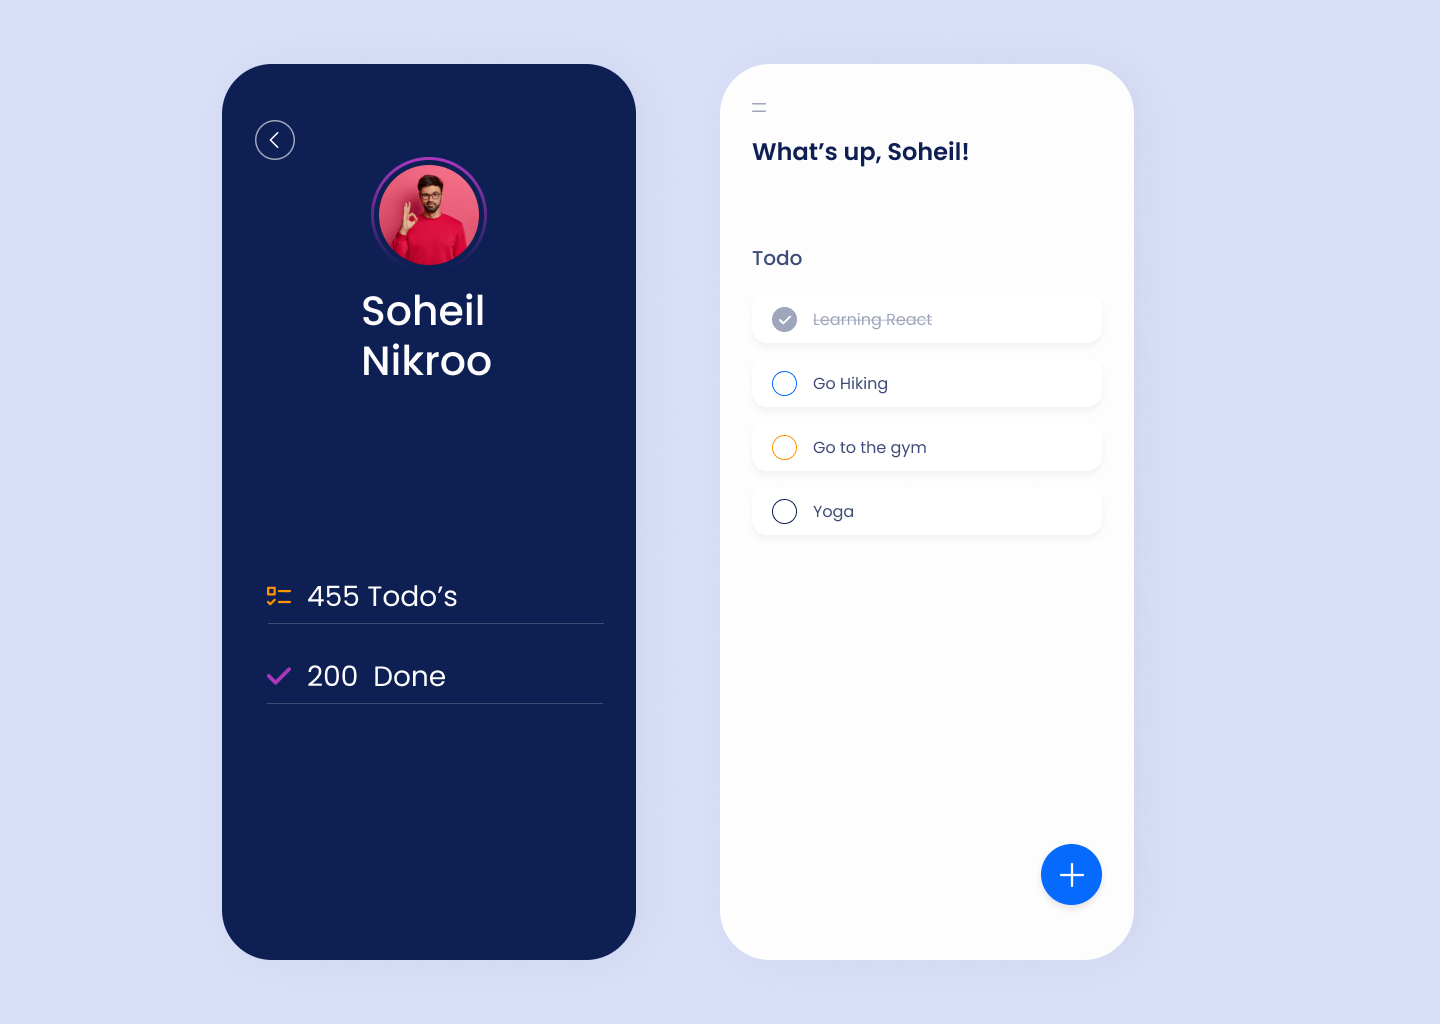 Soheil
Nikroo
455 Todo’s
200  Done
What’s up, Soheil!
Todo
Learning React
Go Hiking
Go to the gym
Yoga